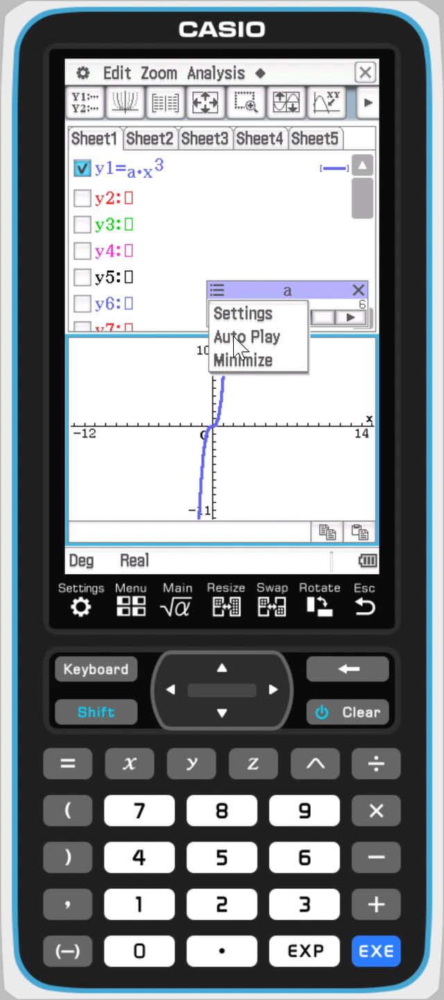 CASIO
Edit Zoom Analysis ◆
Y1:··· Y2:···
XY
Sheet1 Sheet2 Sheet3 Sheet4 Sheet5
y1=a·x^3
y2:
y3:
y4:
y5:
y6:
y7:
a
6
Settings
Auto Play
Minimize
10
x
-12
14
-11
Deg Real
Settings Menu Main Resize Swap Rotate Esc
√α
Keyboard
Shift Clear
= x y z ^ ÷
( 7 8 9 ×
) 4 5 6 −
, 1 2 3 +
(−) 0 • EXP EXE